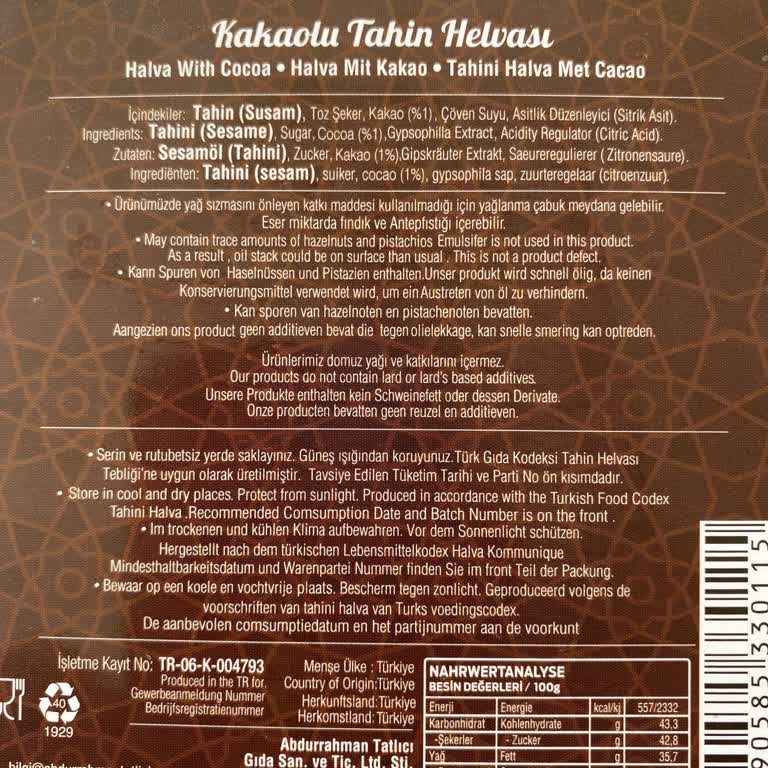 Kakaolu Tahin Helvası
Halva With Cocoa • Halva Mit Kakao • Tahini Halva Met Cacao
İçindekiler: Tahin (Susam), Toz Şeker, Kakao (%1), Çöven Suyu, Asitlik Düzenleyici (Sitrik Asit).
Ingredients: Tahini (Sesame), Sugar, Cocoa (%1),Gypsophilla Extract, Acidity Regulator (Citric Acid).
Zutaten: Sesamöl (Tahini), Zucker, Kakao (1%),Gipskräuter Extrakt, Saeureregulierer ( Zitronensaure).
Ingrediënten: Tahini (sesam), suiker, cocao (1%), gypsophila sap, zuurteregelaar (citroenzuur).
• Ürünümüzde yağ sızmasını önleyen katkı maddesi kullanılmadığı için yağlanma çabuk meydana gelebilir.
Eser miktarda fındık ve Antepfıstığı içerebilir.
• May contain trace amounts of hazelnuts and pistachios Emulsifer is not used in this product.
As a result , oil stack could be on surface than usual . This is not a product defect.
• Kann Spuren von Haselnüssen und Pistazien enthalten.Unser produkt wird schnell ölig, da keinen
Konservierungsmittel verwendet wird, um ein Austreten von öl zu verhindern.
• Kan sporen van hazelnoten en pistachenoten bevatten.
Aangezien ons product geen additieven bevat die tegen olielekkage, kan snelle smering kan optreden.
Ürünlerimiz domuz yağı ve katkılarını içermez.
Our products do not contain lard or lard's based additives.
Unsere Produkte enthalten kein Schweinefett oder dessen Derivate.
Onze producten bevatten geen reuzel en additieven.
• Serin ve rutubetsiz yerde saklayınız. Güneş ışığından koruyunuz.Türk Gıda Kodeksi Tahin Helvası
Tebliği'ne uygun olarak üretilmiştir. Tavsiye Edilen Tüketim Tarihi ve Parti No ön kısımdadır.
• Store in cool and dry places. Protect from sunlight. Produced in accordance with the Turkish Food Codex
Tahini Halva .Recommended Comsumption Date and Batch Number is on the front .
• Im trockenen und kühlen Klima aufbewahren. Vor dem Sonnenlicht schützen.
Hergestellt nach dem türkischen Lebensmittelkodex Halva Kommunique
Mindesthaltbarkeitsdatum und Warenpartei Nummer finden Sie im front Teil der Packung.
• Bewaar op een koele en vochtvrije plaats. Bescherm tegen zonlicht. Geproduceerd volgens de
voorschriften van tahini halva van Turks voedingscodex.
De aanbevolen comsumptiedatum en het partijnummer aan de voorkunt
İşletme Kayıt No: TR-06-K-004793
Produced in the TR for.
Gewerbeanmeldung Nummer
Bedrijfsregistratienummer
40
1929
Menşe Ülke : Türkiye
Country of Origin:Türkiye
Herkunftsland:Türkiye
Herkomstland: Türkiye
Abdurrahman Tatlıcı
Gıda San. ve Tic. Ltd. Şti.
NAHRWERTANALYSE
BESİN DEĞERLERİ / 100g
Enerji Energie kcal/kj 557/2332
Karbonhidrat Kohlenhydrate g 43.3
-Şekerler - Zucker g 42,8
Yağ Fett g 35,7
90585330115